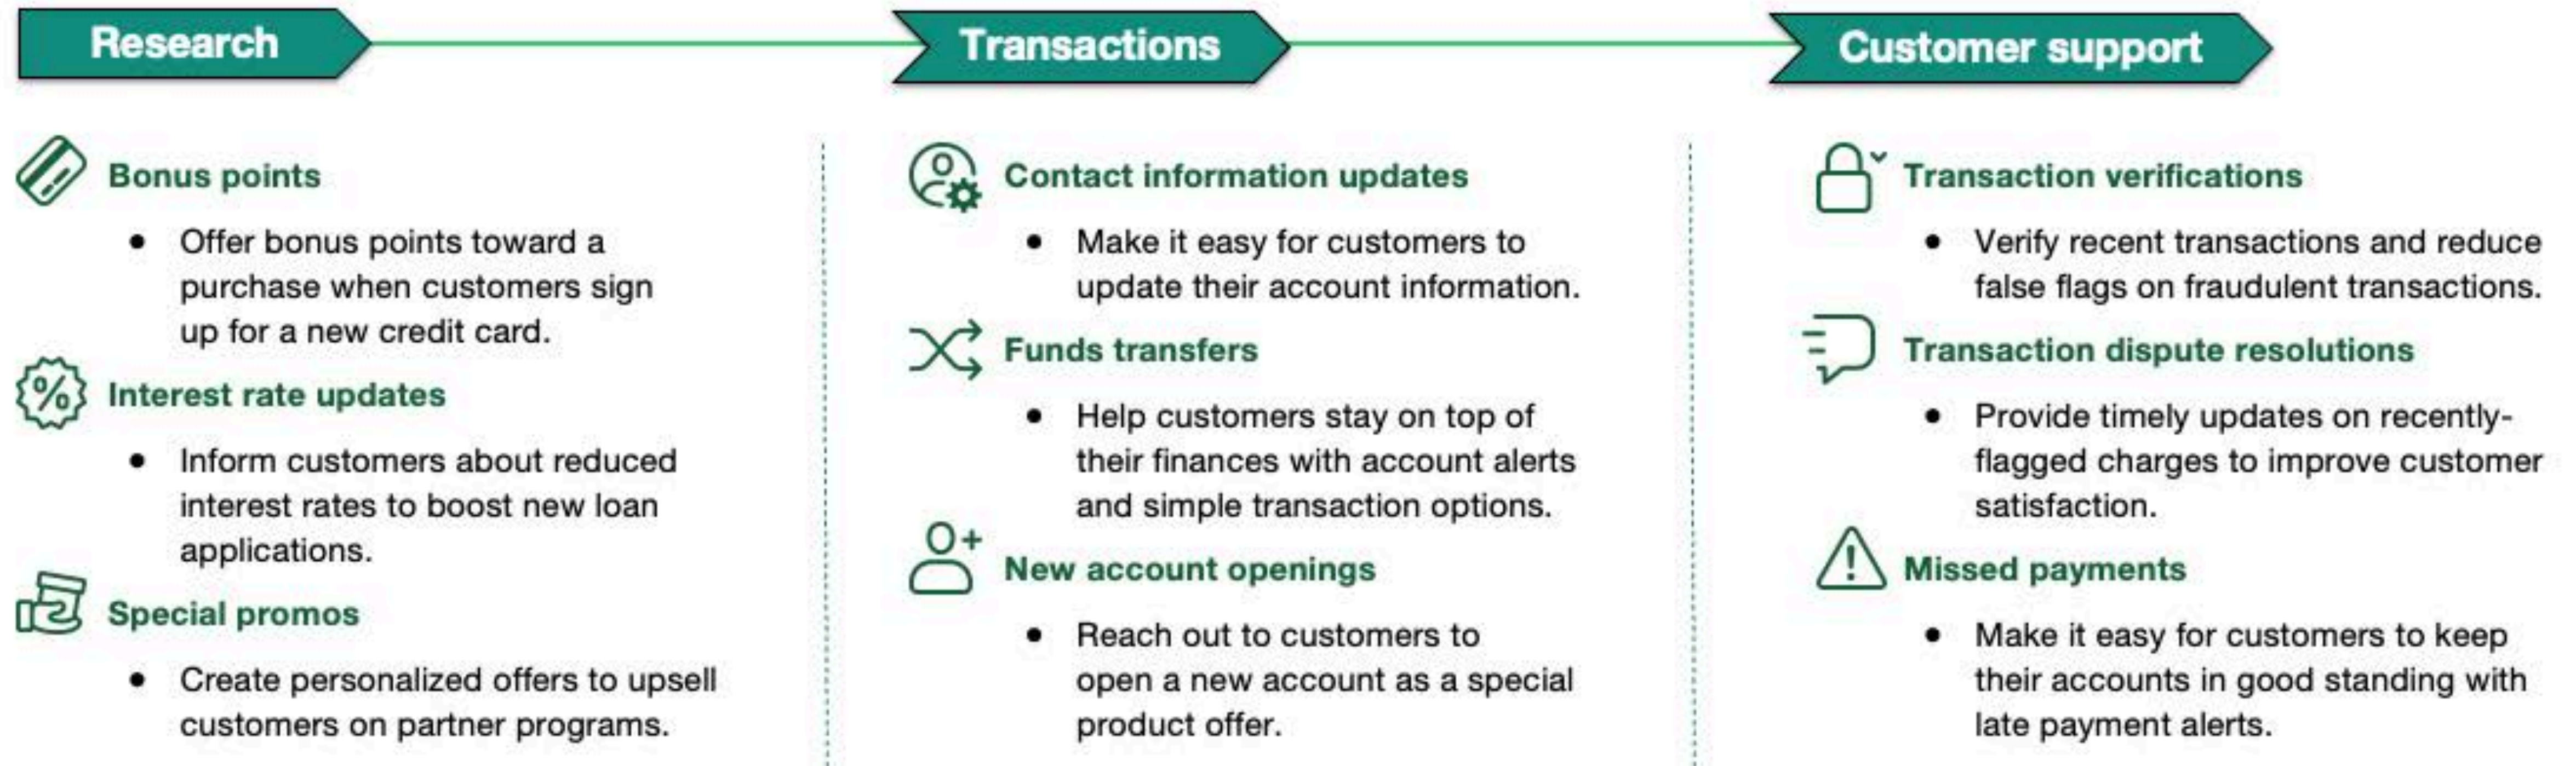 Research
Transactions
Customer support
Bonus points
• Offer bonus points toward a
purchase when customers sign
up for a new credit card.
Interest rate updates
• Inform customers about reduced
interest rates to boost new loan
applications.
Special promos
• Create personalized offers to upsell
customers on partner programs.
Contact information updates
• Make it easy for customers to
update their account information.
Funds transfers
• Help customers stay on top of
their finances with account alerts
and simple transaction options.
New account openings
• Reach out to customers to
open a new account as a special
product offer.
Transaction verifications
• Verify recent transactions and reduce
false flags on fraudulent transactions.
Transaction dispute resolutions
• Provide timely updates on recently-
flagged charges to improve customer
satisfaction.
Missed payments
• Make it easy for customers to keep
their accounts in good standing with
late payment alerts.